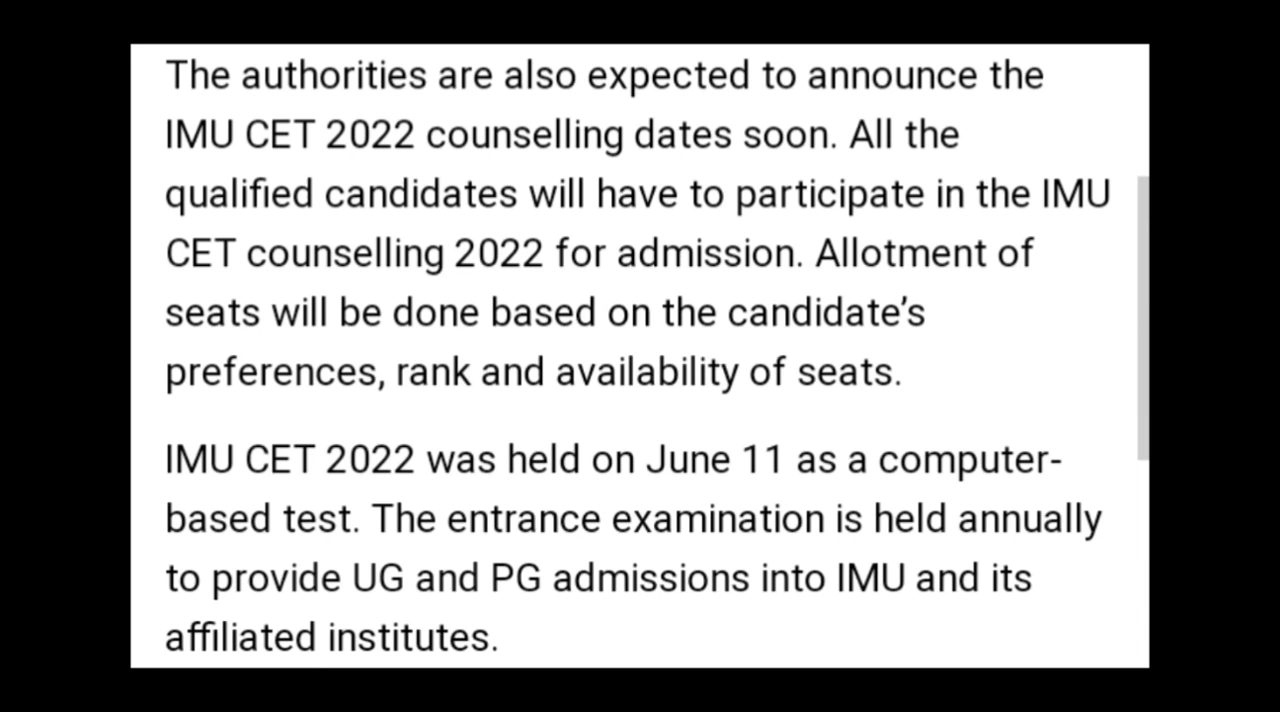 The authorities are also expected to announce the
IMU CET 2022 counselling dates soon. All the
qualified candidates will have to participate in the IMU
CET counselling 2022 for admission. Allotment of
seats will be done based on the candidate’s
preferences, rank and availability of seats.
IMU CET 2022 was held on June 11 as a computer-
based test. The entrance examination is held annually
to provide UG and PG admissions into IMU and its
affiliated institutes.